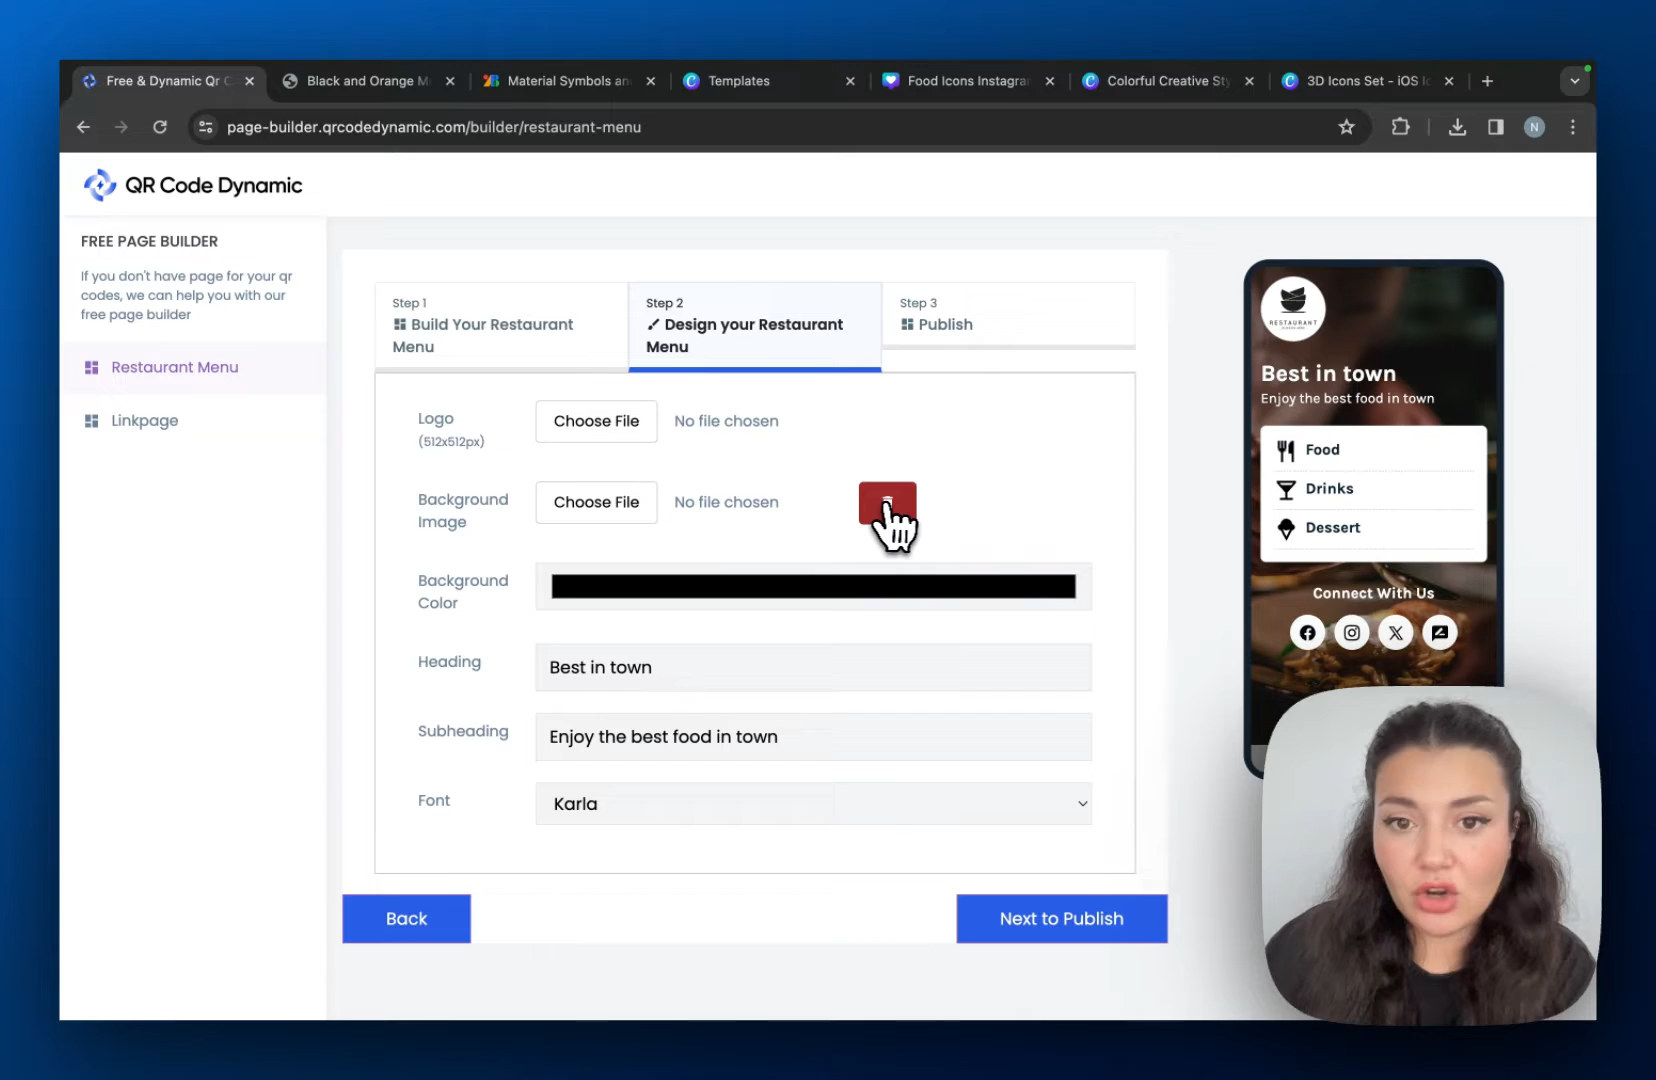 Free & Dynamic Qr C
Black and Orange M
Material Symbols an
Templates
Food Icons Instagra
Colorful Creative Sty
3D Icons Set - iOS Ic
page-builder.qrcodedynamic.com/builder/restaurant-menu
N
QR Code Dynamic
FREE PAGE BUILDER
If you don't have page for your qr
codes, we can help you with our
free page builder
Restaurant Menu
Linkpage
Step 1
Build Your Restaurant
Menu
Step 2
Design your Restaurant
Menu
Step 3
Publish
Logo
(512x512px)
Choose File
No file chosen
Background
Image
Choose File
No file chosen
Background
Color
Heading
Best in town
Subheading
Enjoy the best food in town
Font
Karla
Back
Next to Publish
RESTAURANT
Best in town
Enjoy the best food in town
Food
Drinks
Dessert
Connect With Us